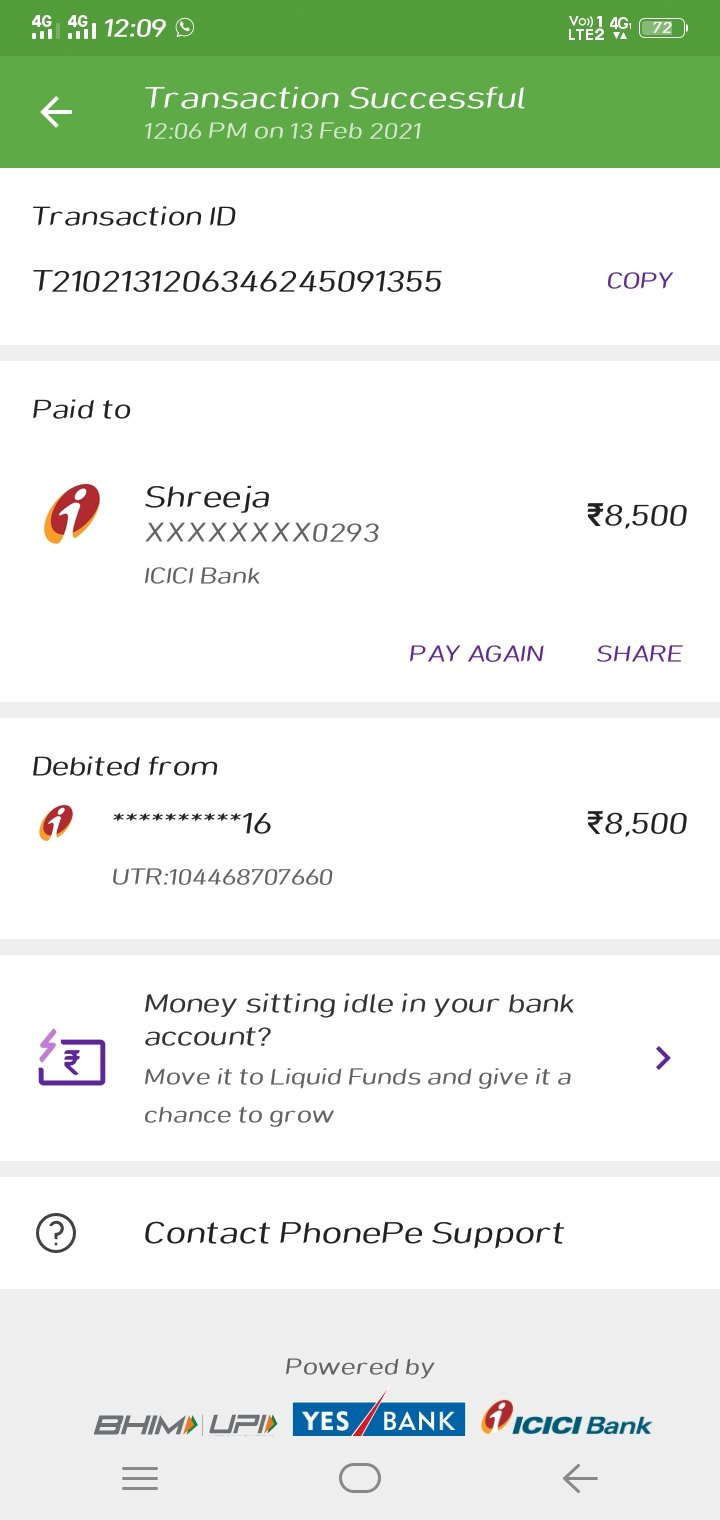 4G 4G 12:09 Vo)) 1 4G 72
LTE2
Transaction Successful
12:06 PM on 13 Feb 2021
Transaction ID
T2102131206346245091355 COPY
Paid to
Shreeja ₹8,500
XXXXXXXX0293
ICICI Bank
PAY AGAIN SHARE
Debited from
**********16 ₹8,500
UTR:104468707660
Money sitting idle in your bank
account?
Move it to Liquid Funds and give it a
chance to grow
Contact PhonePe Support
Powered by
BHIM UPI YES BANK ICICI Bank